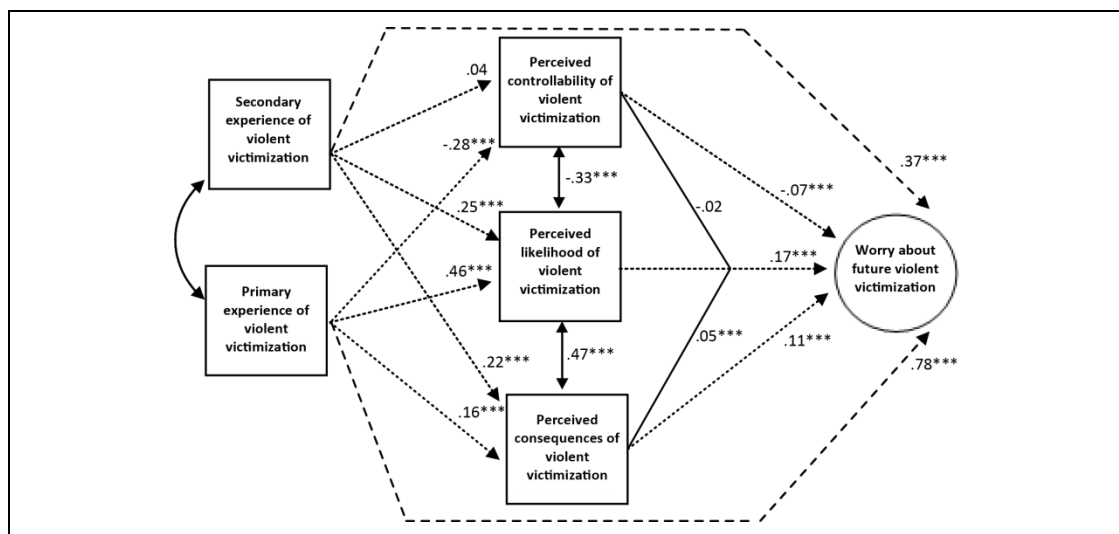 Perceived
controllability of
violent
victimization
.04
Secondary
experience of
violent
victimization
-.28***
.37***
-.33***
-.07***
.25***
-.02
Perceived
likelihood of
violent
victimization
Worry about
future violent
victimization
.17***
.46***
Primary
experience of
violent
victimization
.05***
.11***
.47***
.22***
.78***
.16***
Perceived
consequences of
violent
victimization